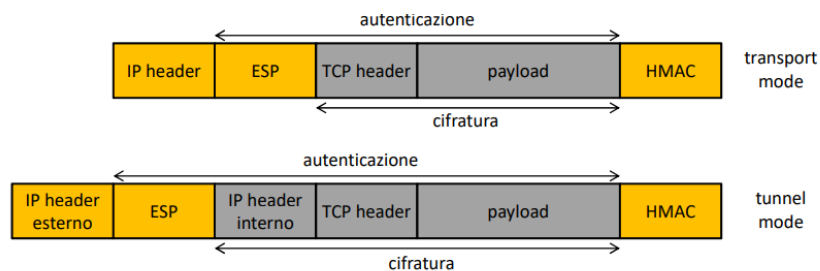 autenticazione
IP header ESP TCP header payload HMAC
transport
mode
cifratura
autenticazione
IP header
esterno
ESP
IP header
interno
TCP header
payload
HMAC
tunnel
mode
cifratura